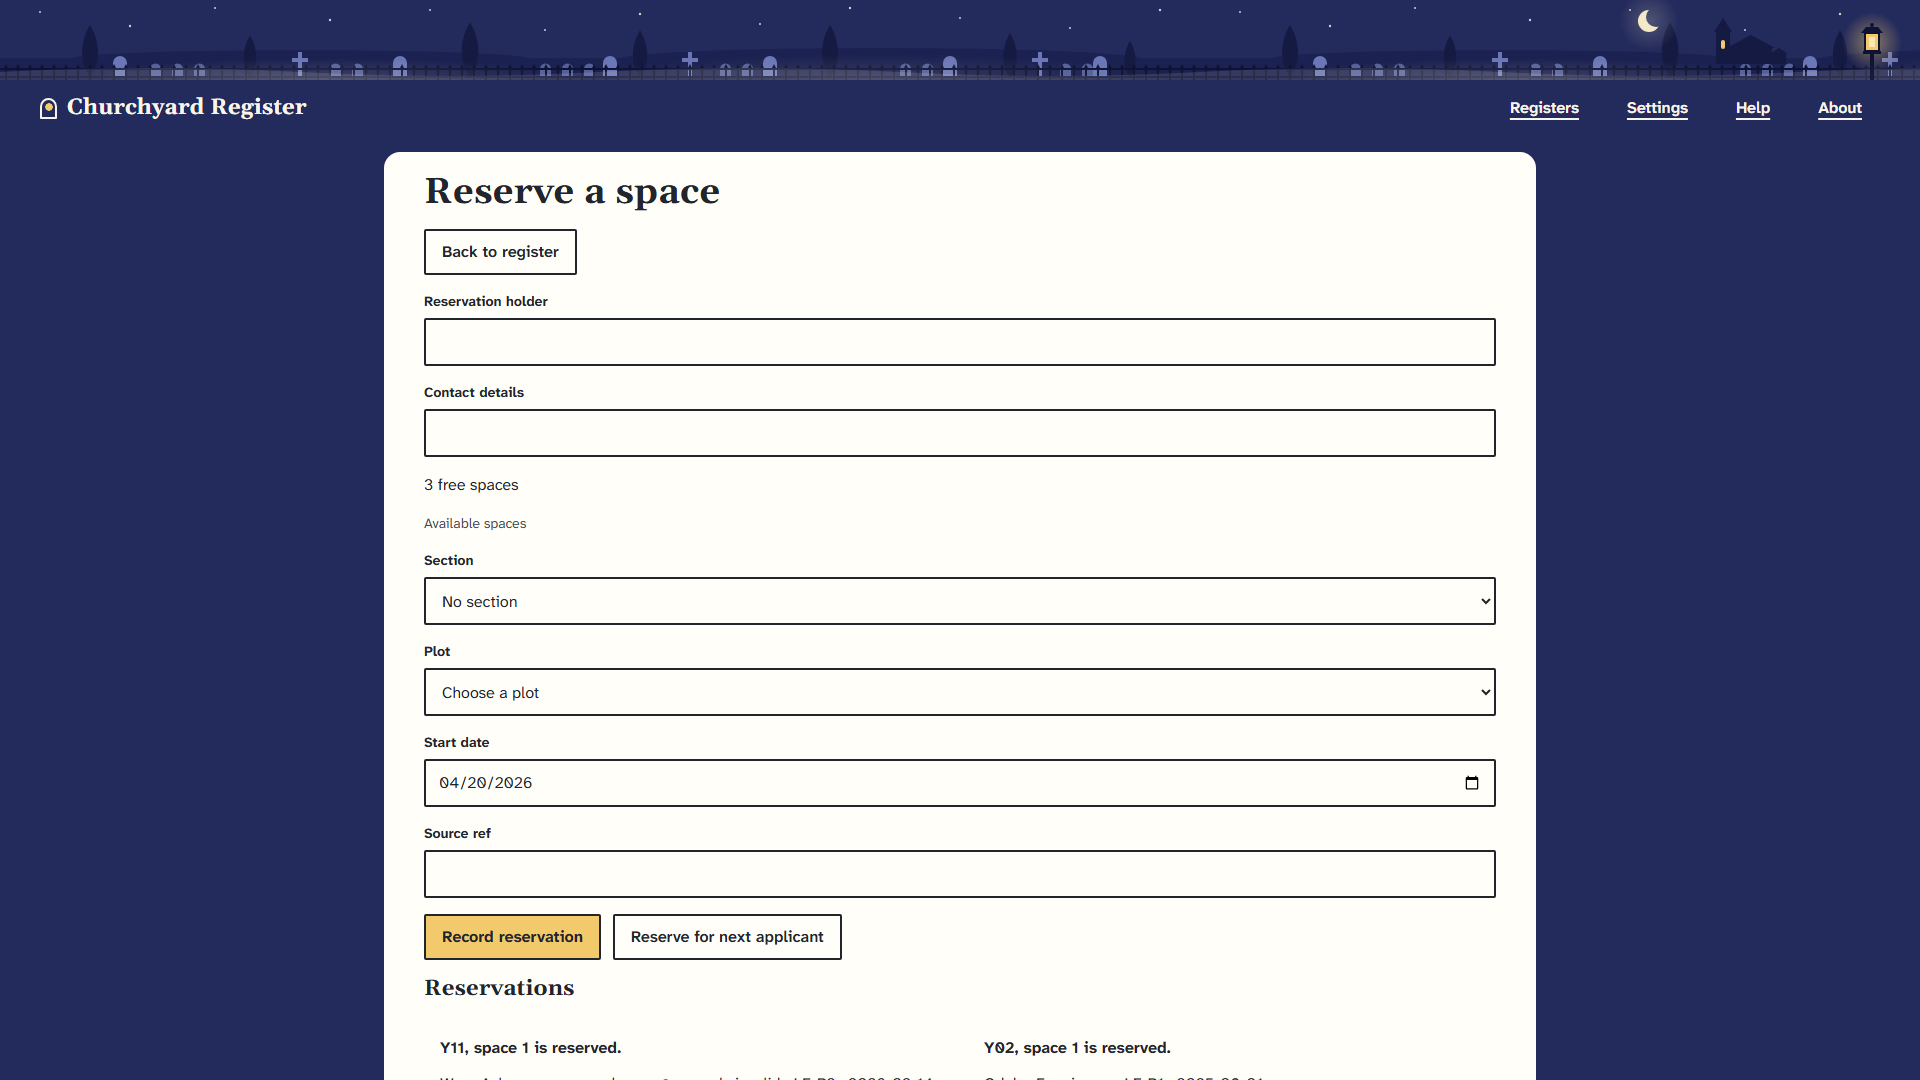 Churchyard Register
Registers Settings Help About
Reserve a space
Back to register
Reservation holder
Contact details
3 free spaces
Available spaces
Section
No section
Plot
Choose a plot
Start date
04/20/2026
Source ref
Record reservation Reserve for next applicant
Reservations
Y11, space 1 is reserved. Y02, space 1 is reserved.